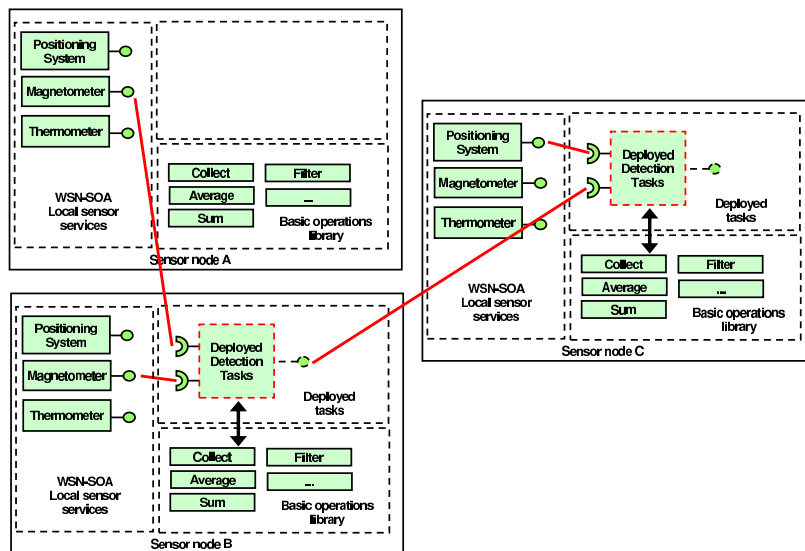 Positioning
System
Magnetometer
Thermometer
WSN-SOA
Local sensor
services
Collect
Filter
Average
...
Sum
Basic operations
library
Sensor node A
Positioning
System
Magnetometer
Thermometer
WSN-SOA
Local sensor
services
Deployed
Detection
Tasks
Deployed
tasks
Collect
Filter
Average
...
Sum
Basic operations
library
Sensor node B
Positioning
System
Magnetometer
Thermometer
WSN-SOA
Local sensor
services
Deployed
Detection
Tasks
Deployed
tasks
Collect
Filter
Average
...
Sum
Basic operations
library
Sensor node C